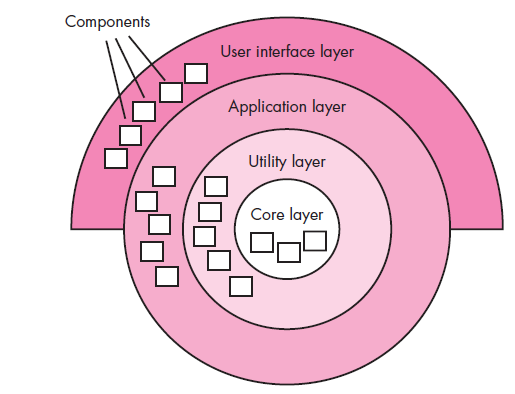 Components
User interface layer
Application layer
Utility layer
Core layer